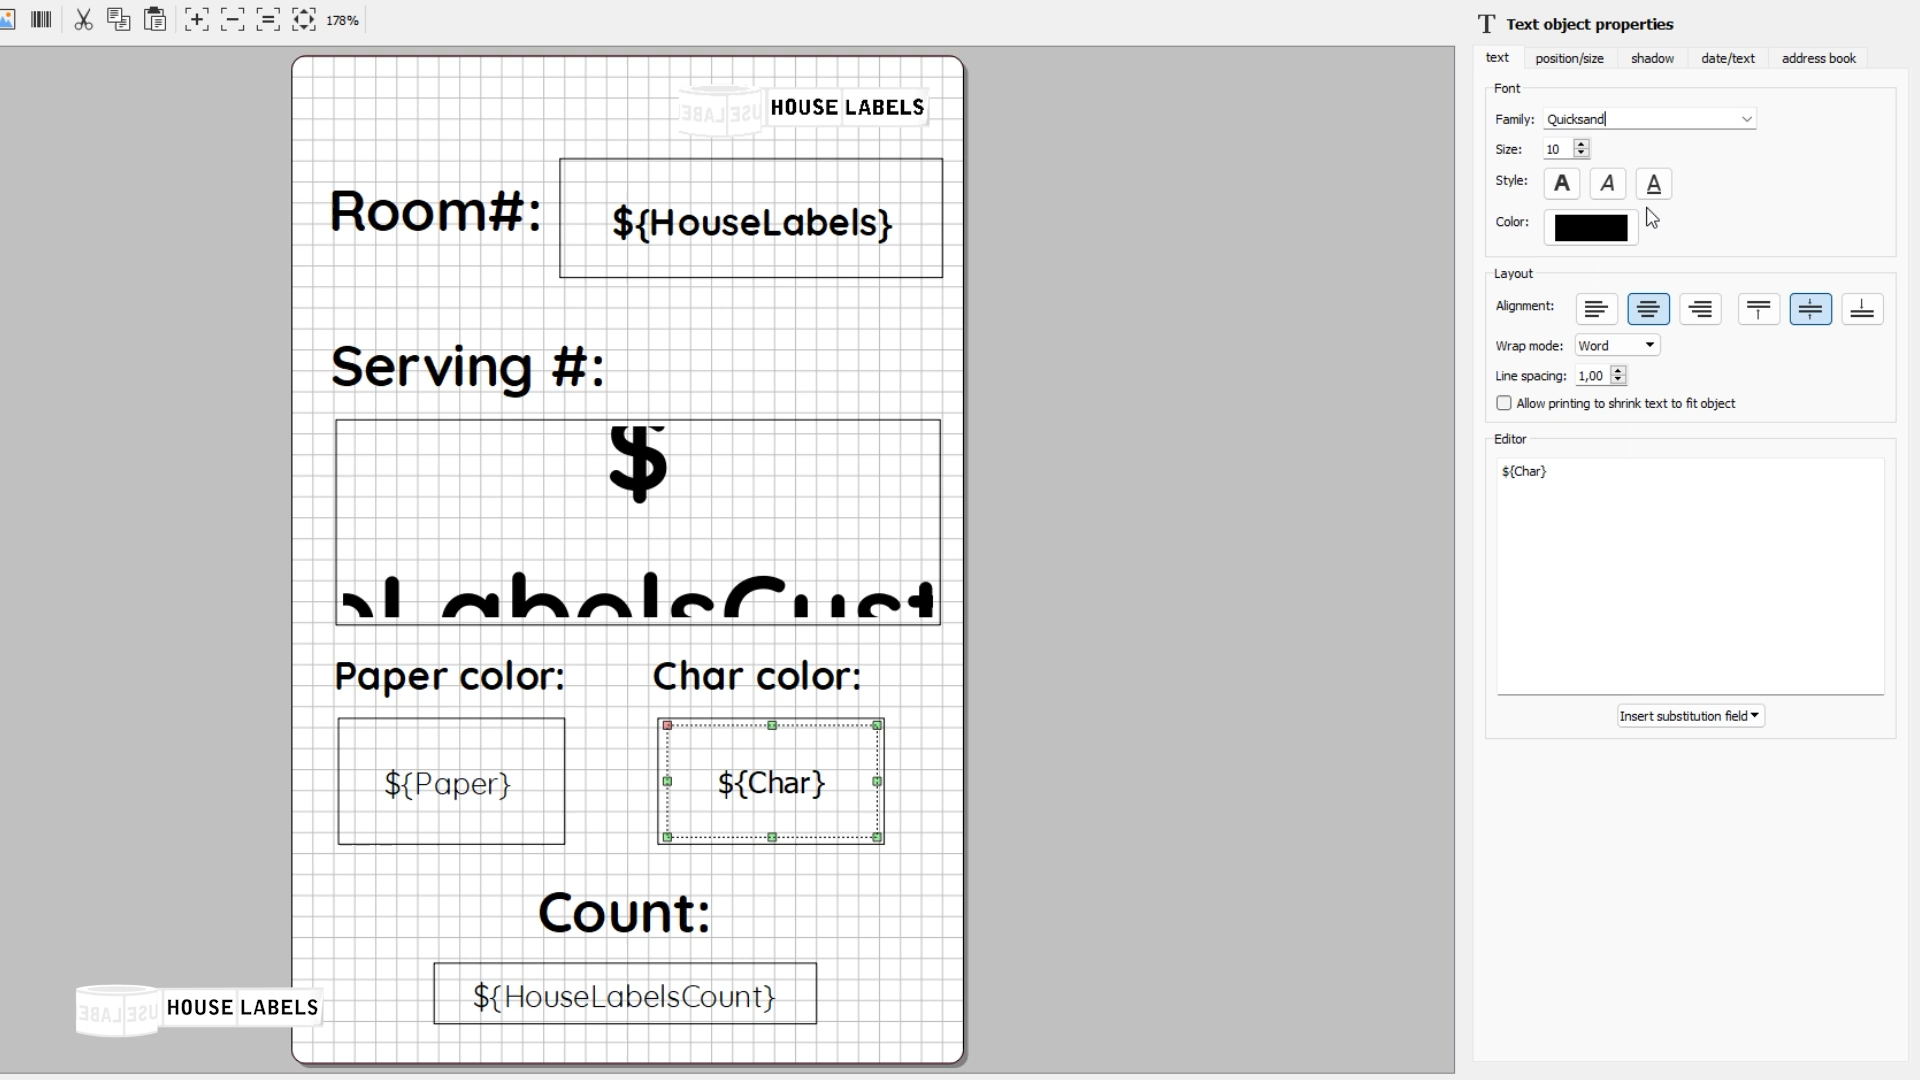 178%
Text object properties
text position/size shadow date/text address book
HOUSE LABELS
Font
Family: Quicksand
Size: 10
Style: A A A
Color:
Room#: ${HouseLabels}
Layout
Alignment:
Wrap mode: Word
Line spacing: 1,00
Allow printing to shrink text to fit object
Serving #:
$
eLabelsCust
Editor
${Char}
Paper color: Char color:
Insert substitution field
${Paper} ${Char}
Count:
${HouseLabelsCount}
HOUSE LABELS